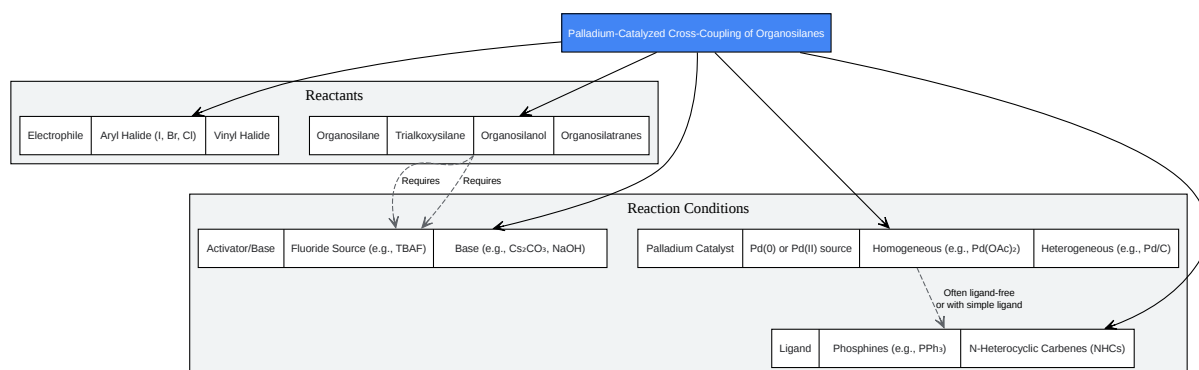 Palladium-Catalyzed Cross-Coupling of Organosilanes
Reactants
Electrophile
Aryl Halide (I, Br, Cl)
Vinyl Halide
Organosilane
Trialkoxysilane
Organosilanol
Organosilatranes
Requires
Requires
Reaction Conditions
Activator/Base
Fluoride Source (e.g., TBAF)
Base (e.g., Cs₂CO₃, NaOH)
Palladium Catalyst
Pd(0) or Pd(II) source
Homogeneous (e.g., Pd(OAc)₂)
Heterogeneous (e.g., Pd/C)
Often ligand-free
or with simple ligand
Ligand
Phosphines (e.g., PPh₃)
N-Heterocyclic Carbenes (NHCs)